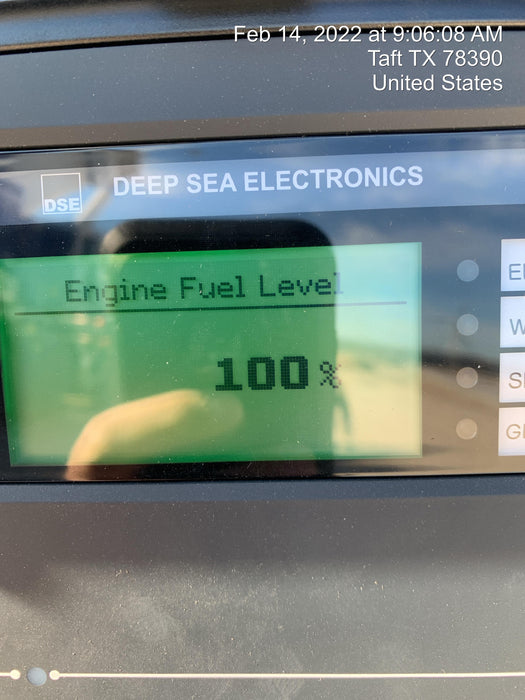 Feb 14, 2022 at 9:06:08 AM
Taft TX 78390
United States
DSE
DEEP SEA ELECTRONICS
Engine Fuel Level
100%